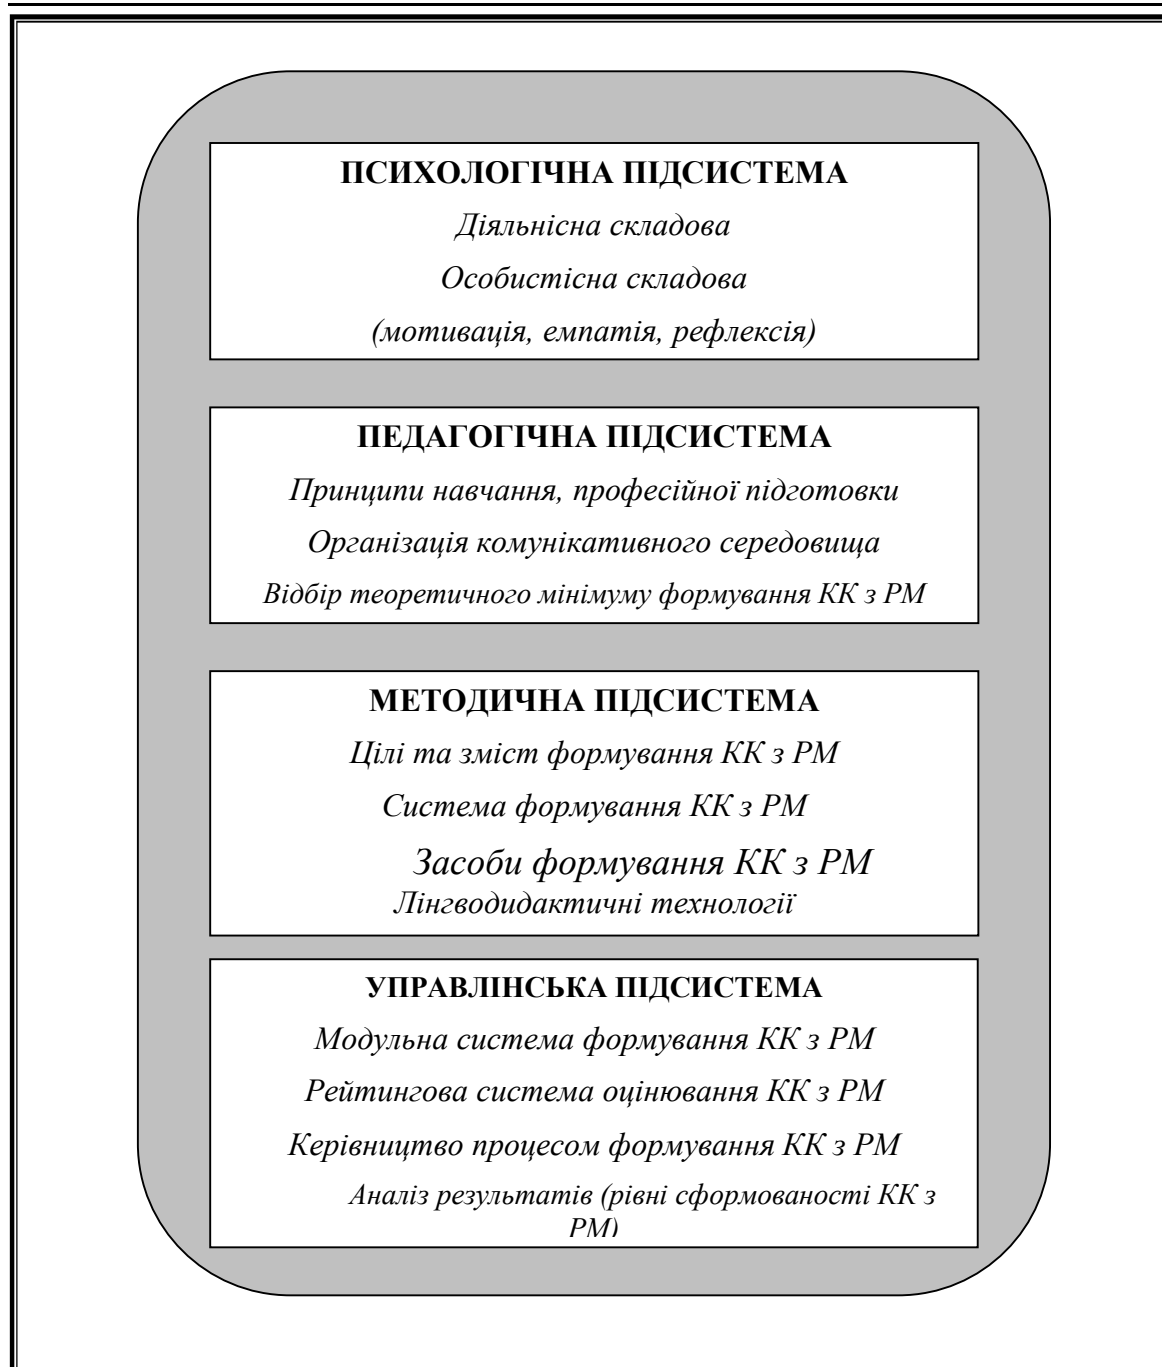 ПСИХОЛОГІЧНА ПІДСИСТЕМА
Діяльнісна складова
Особистісна складова
(мотивація, емпатія, рефлексія)
ПЕДАГОГІЧНА ПІДСИСТЕМА
Принципи навчання, професійної підготовки
Організація комунікативного середовища
Відбір теоретичного мінімуму формування КК з РМ
МЕТОДИЧНА ПІДСИСТЕМА
Цілі та зміст формування КК з РМ
Система формування КК з РМ
Засоби формування КК з РМ
Лінгводидактичні технології
УПРАВЛІНСЬКА ПІДСИСТЕМА
Модульна система формування КК з РМ
Рейтингова система оцінювання КК з РМ
Керівництво процесом формування КК з РМ
Аналіз результатів (рівні сформованості КК з
РМ)